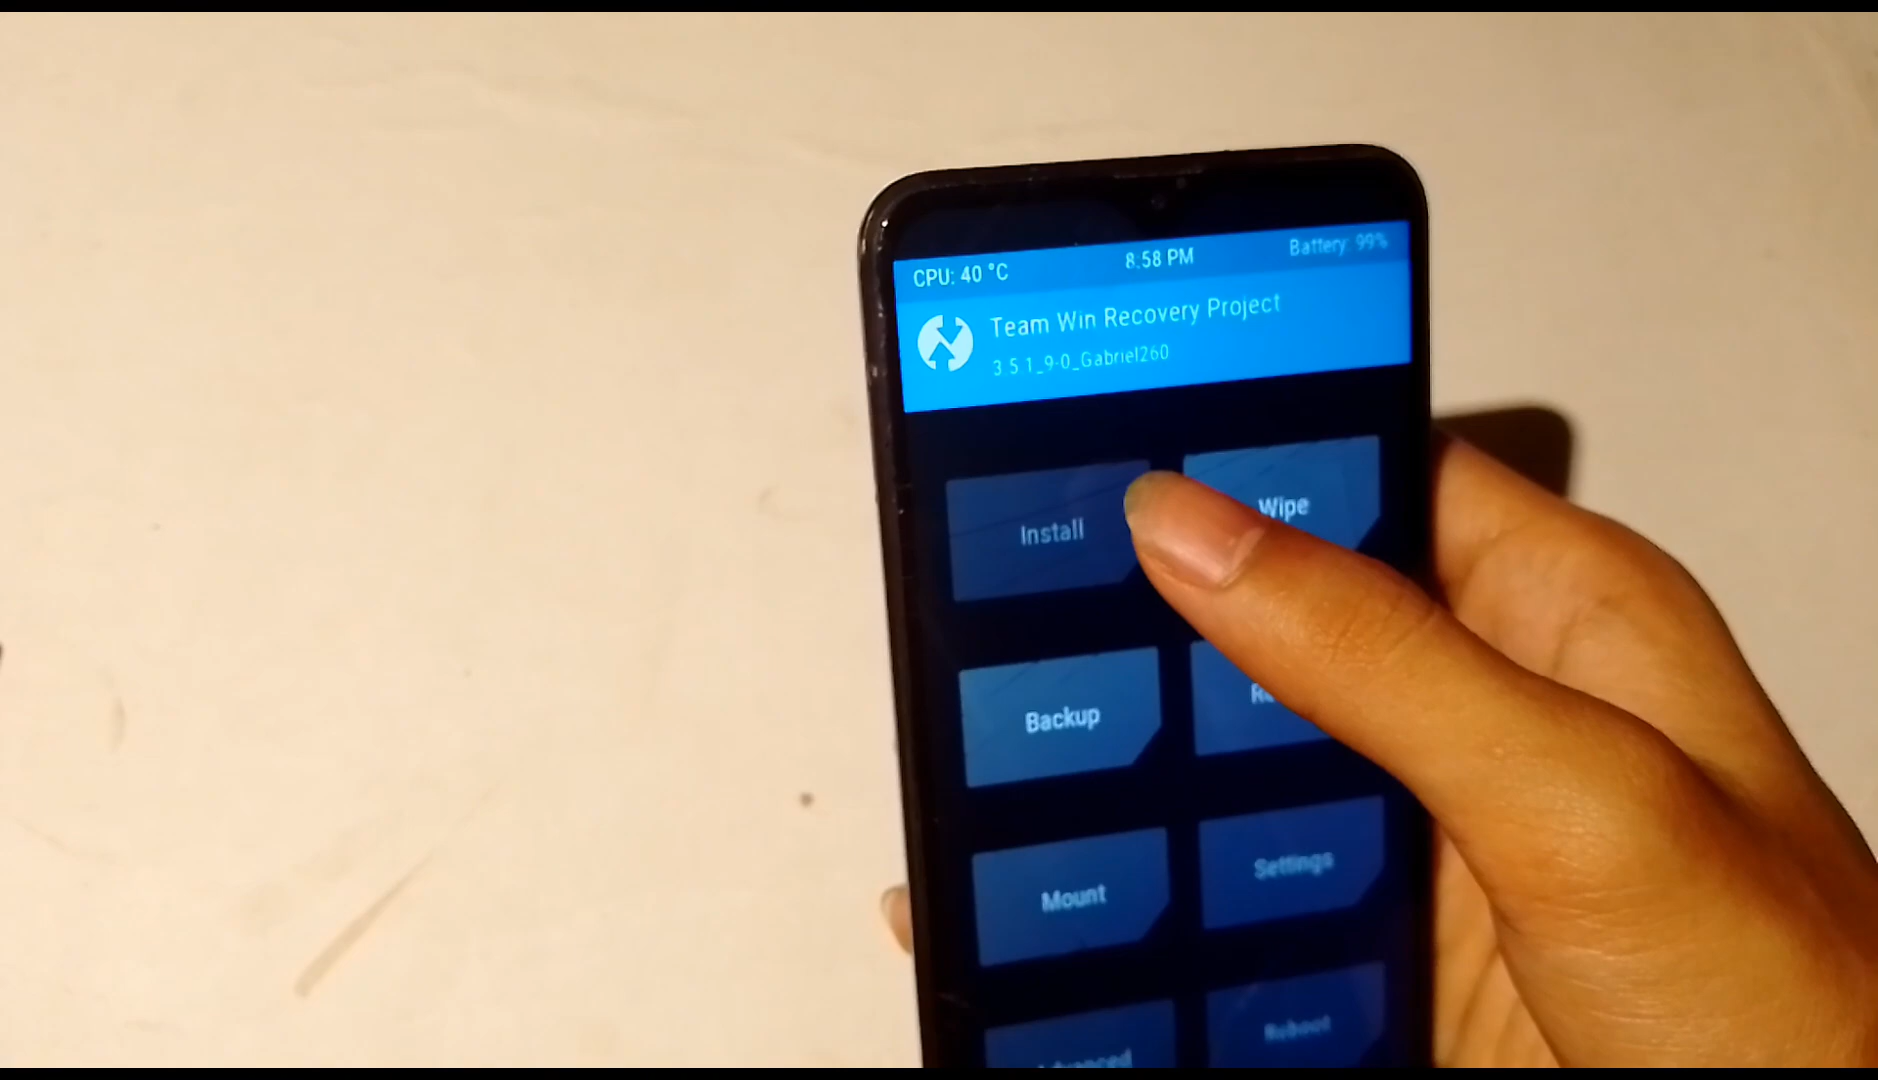 CPU: 40 °C 8:58 PM Battery: 99%
Team Win Recovery Project
3.5.1_9-0_Gabriel260
Install Wipe
Backup
Mount Settings
Advanced Reboot